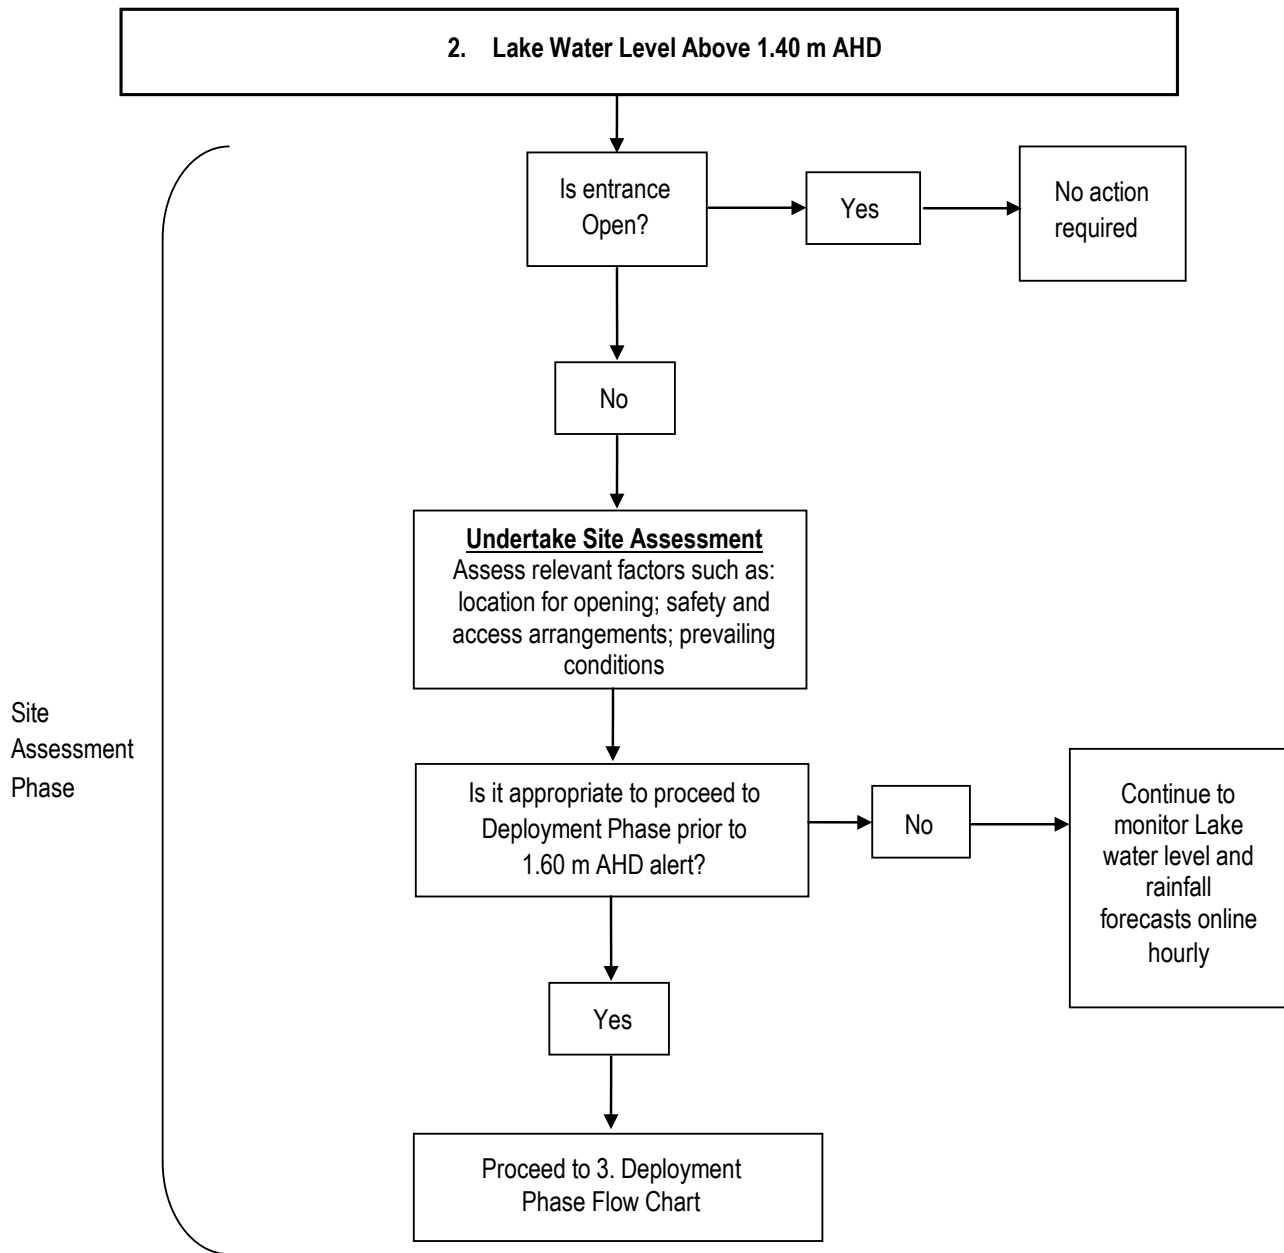 2. Lake Water Level Above 1.40 m AHD
Is entrance
Open?
Yes
No action
required
No
Undertake Site Assessment
Assess relevant factors such as:
location for opening; safety and
access arrangements; prevailing
conditions
Site
Assessment
Phase
Is it appropriate to proceed to
Deployment Phase prior to
1.60 m AHD alert?
No
Continue to
monitor Lake
water level and
rainfall
forecasts online
hourly
Yes
Proceed to 3. Deployment
Phase Flow Chart